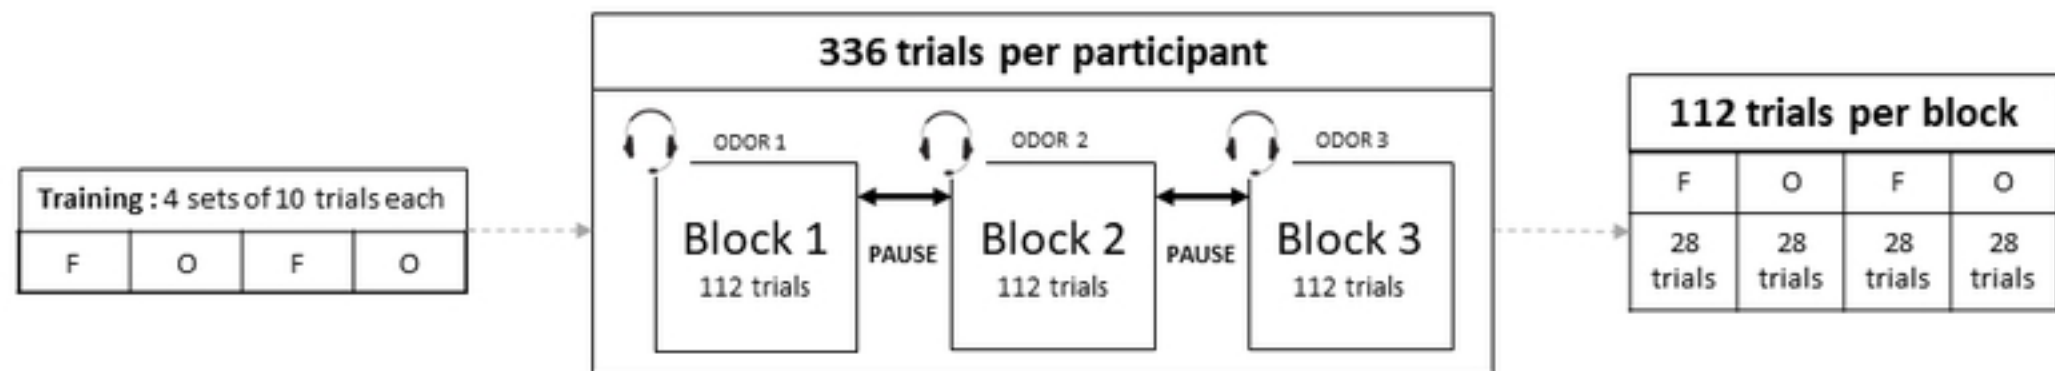 Training : 4 sets of 10 trials each
F O F O
336 trials per participant
ODOR 1
Block 1
112 trials
PAUSE
ODOR 2
Block 2
112 trials
PAUSE
ODOR 3
Block 3
112 trials
112 trials per block
F O F O
28 28 28 28
trials trials trials trials